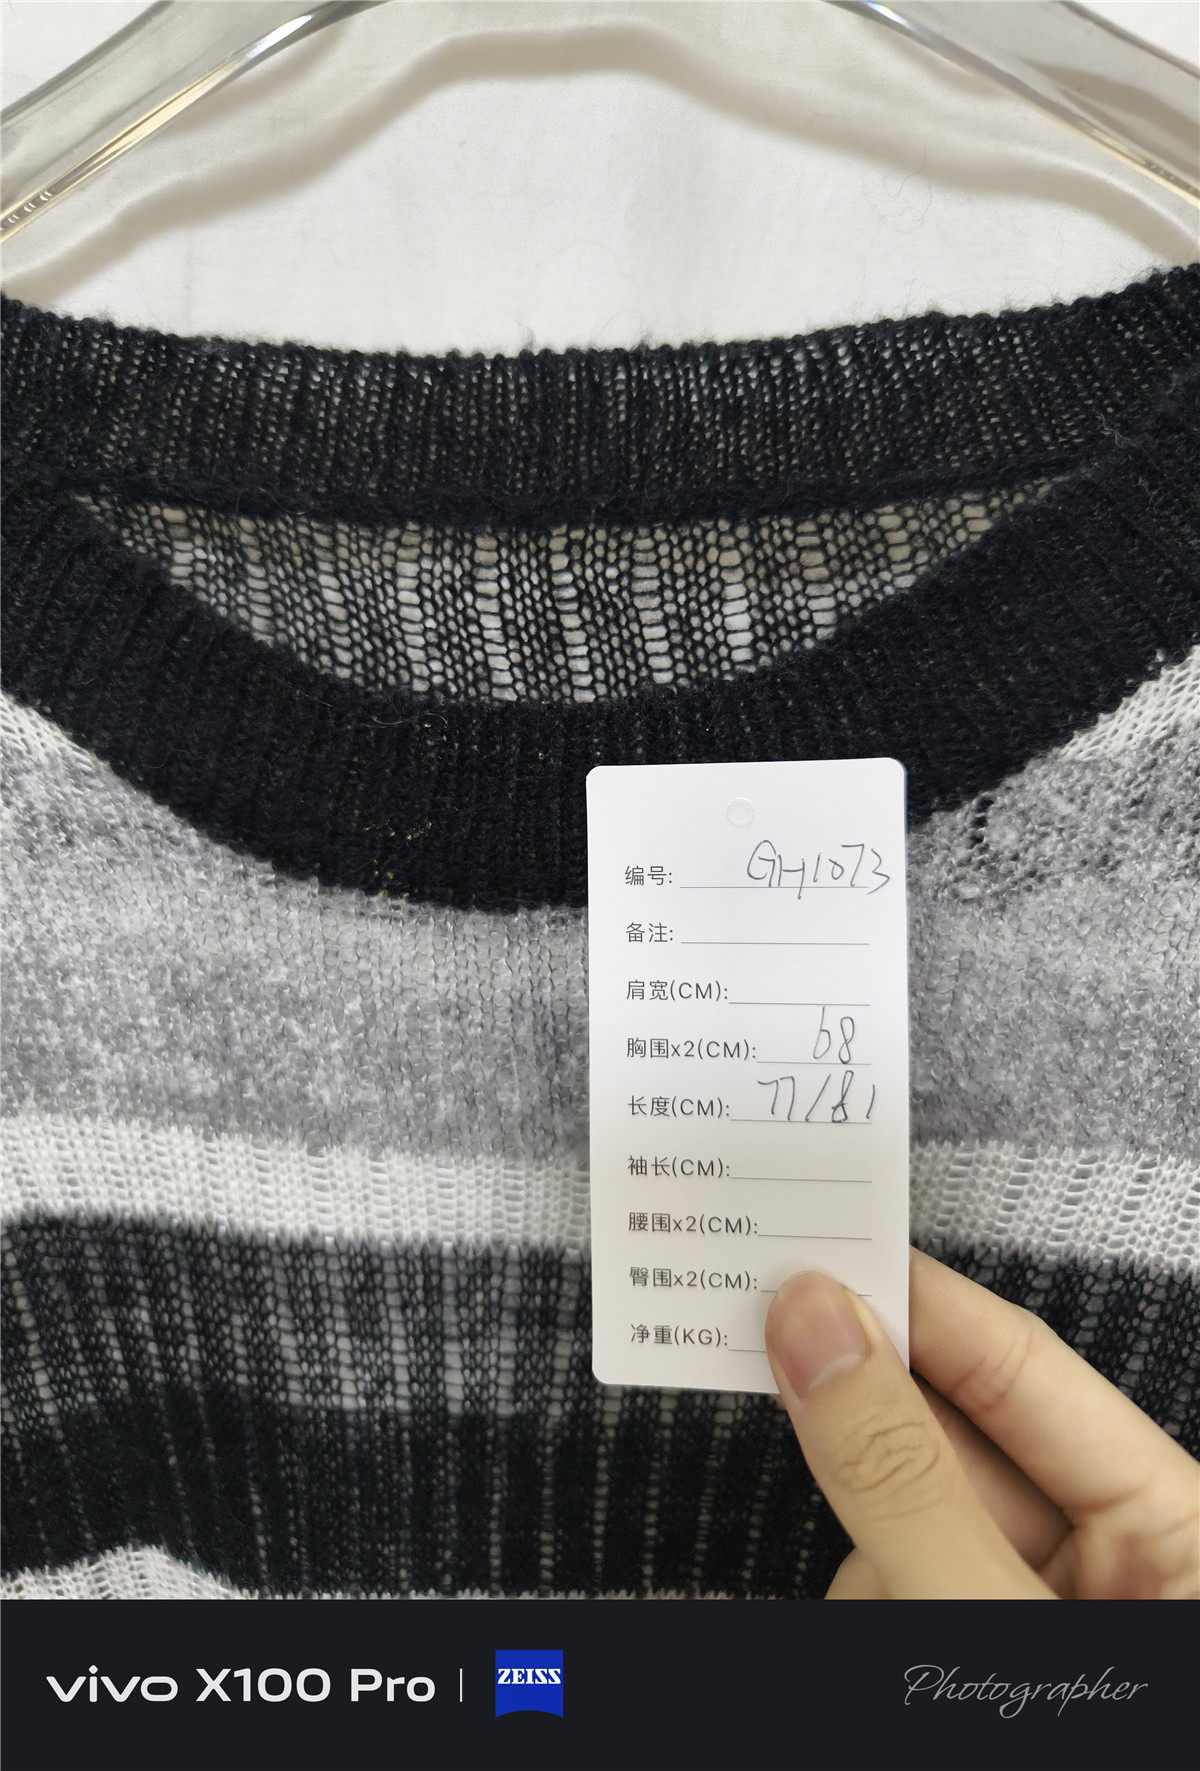 编号: GH1073
备注:
肩宽(CM):
胸围x2(CM): 68
长度(CM): 77/81
袖长(CM):
腰围x2(CM):
臀围x2(CM):
净重(KG):
vivo X100 Pro | ZEISS Photographer